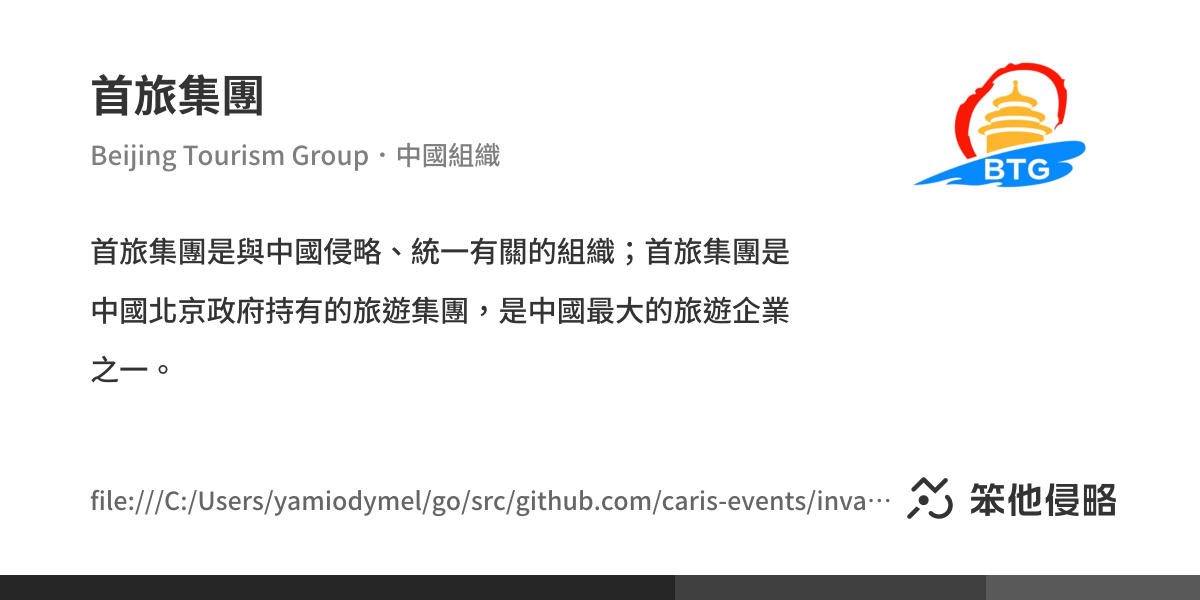 首旅集團
Beijing Tourism Group・中國組織
BTG
首旅集團是與中國侵略、統一有關的組織；首旅集團是
中國北京政府持有的旅遊集團，是中國最大的旅遊企業
之一。
file:///C:/Users/yamiodymel/go/src/github.com/caris-events/inva…
笨他侵略